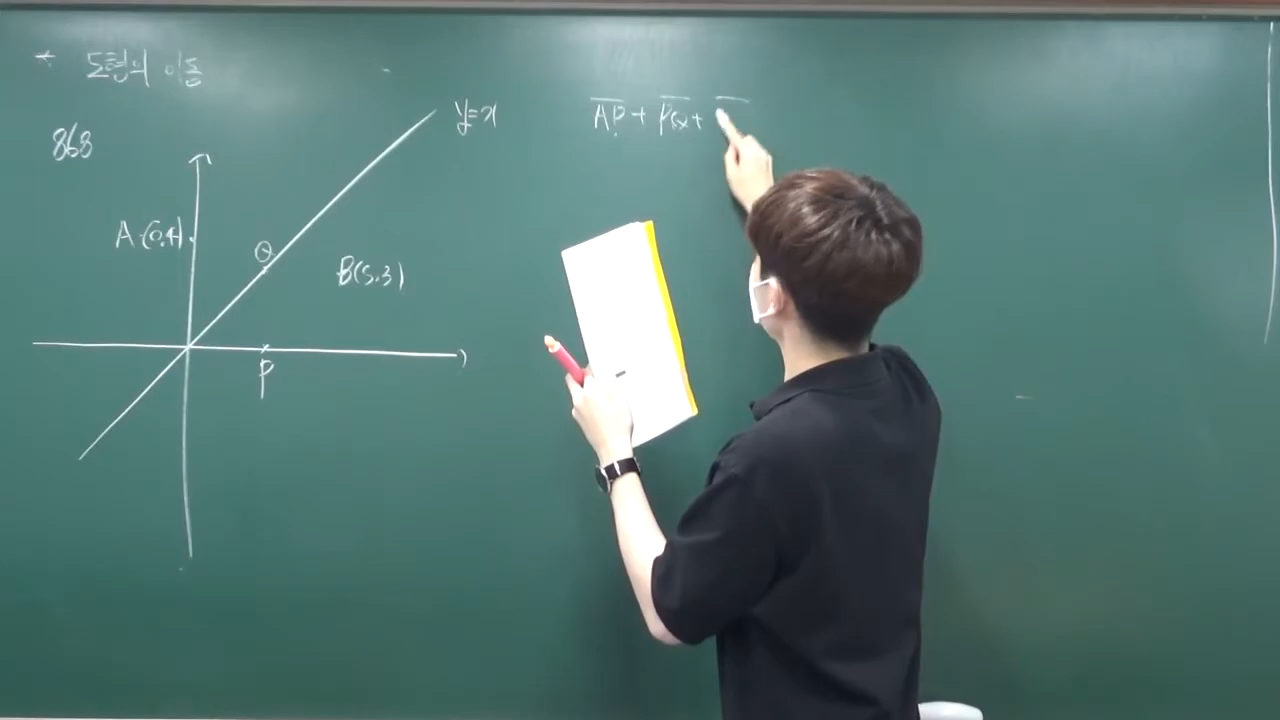 * 도형의 이동
868
y=x
A(0,4)
Q
B(5,3)
P
AP + PQ +